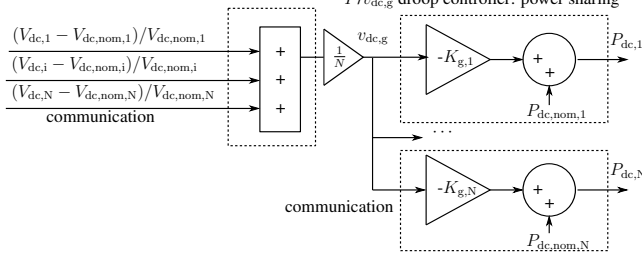 P/v_dc,g droop controller: power sharing
(V_dc,1 − V_dc,nom,1)/V_dc,nom,1
(V_dc,i − V_dc,nom,i)/V_dc,nom,i
(V_dc,N − V_dc,nom,N)/V_dc,nom,N
communication
+
+
+
1/N
v_dc,g
-K_g,1
+
+
P_dc,1
P_dc,nom,1
...
communication
-K_g,N
+
+
P_dc,N
P_dc,nom,N